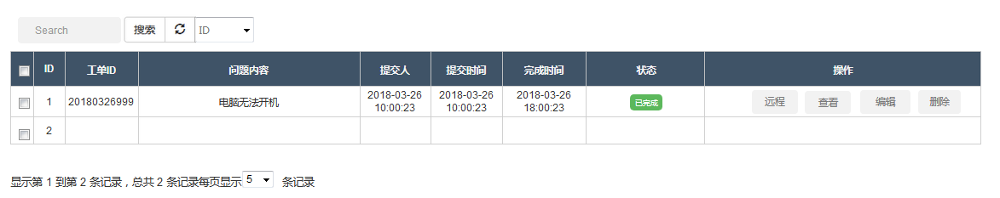 Search 搜索 ID
ID 工单ID 问题内容 提交人 提交时间 完成时间 状态 操作
1 20180326999 电脑无法开机 2018-03-26 10:00:23 2018-03-26 10:00:23 2018-03-26 18:00:23 已完成 远程 查看 编辑 删除
2
显示第 1 到第 2 条记录，总共 2 条记录每页显示 5 条记录